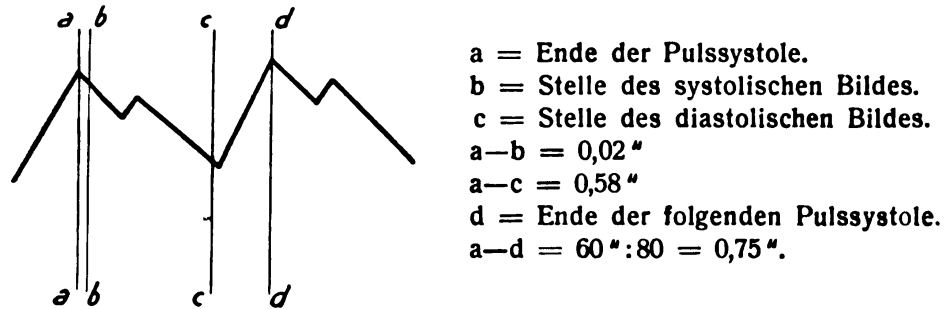 a b c d
a = Ende der Pulssystole.
b = Stelle des systolischen Bildes.
c = Stelle des diastolischen Bildes.
a—b = 0,02"
a—c = 0,58"
d = Ende der folgenden Pulssystole.
a—d = 60":80 = 0,75".
a b c d